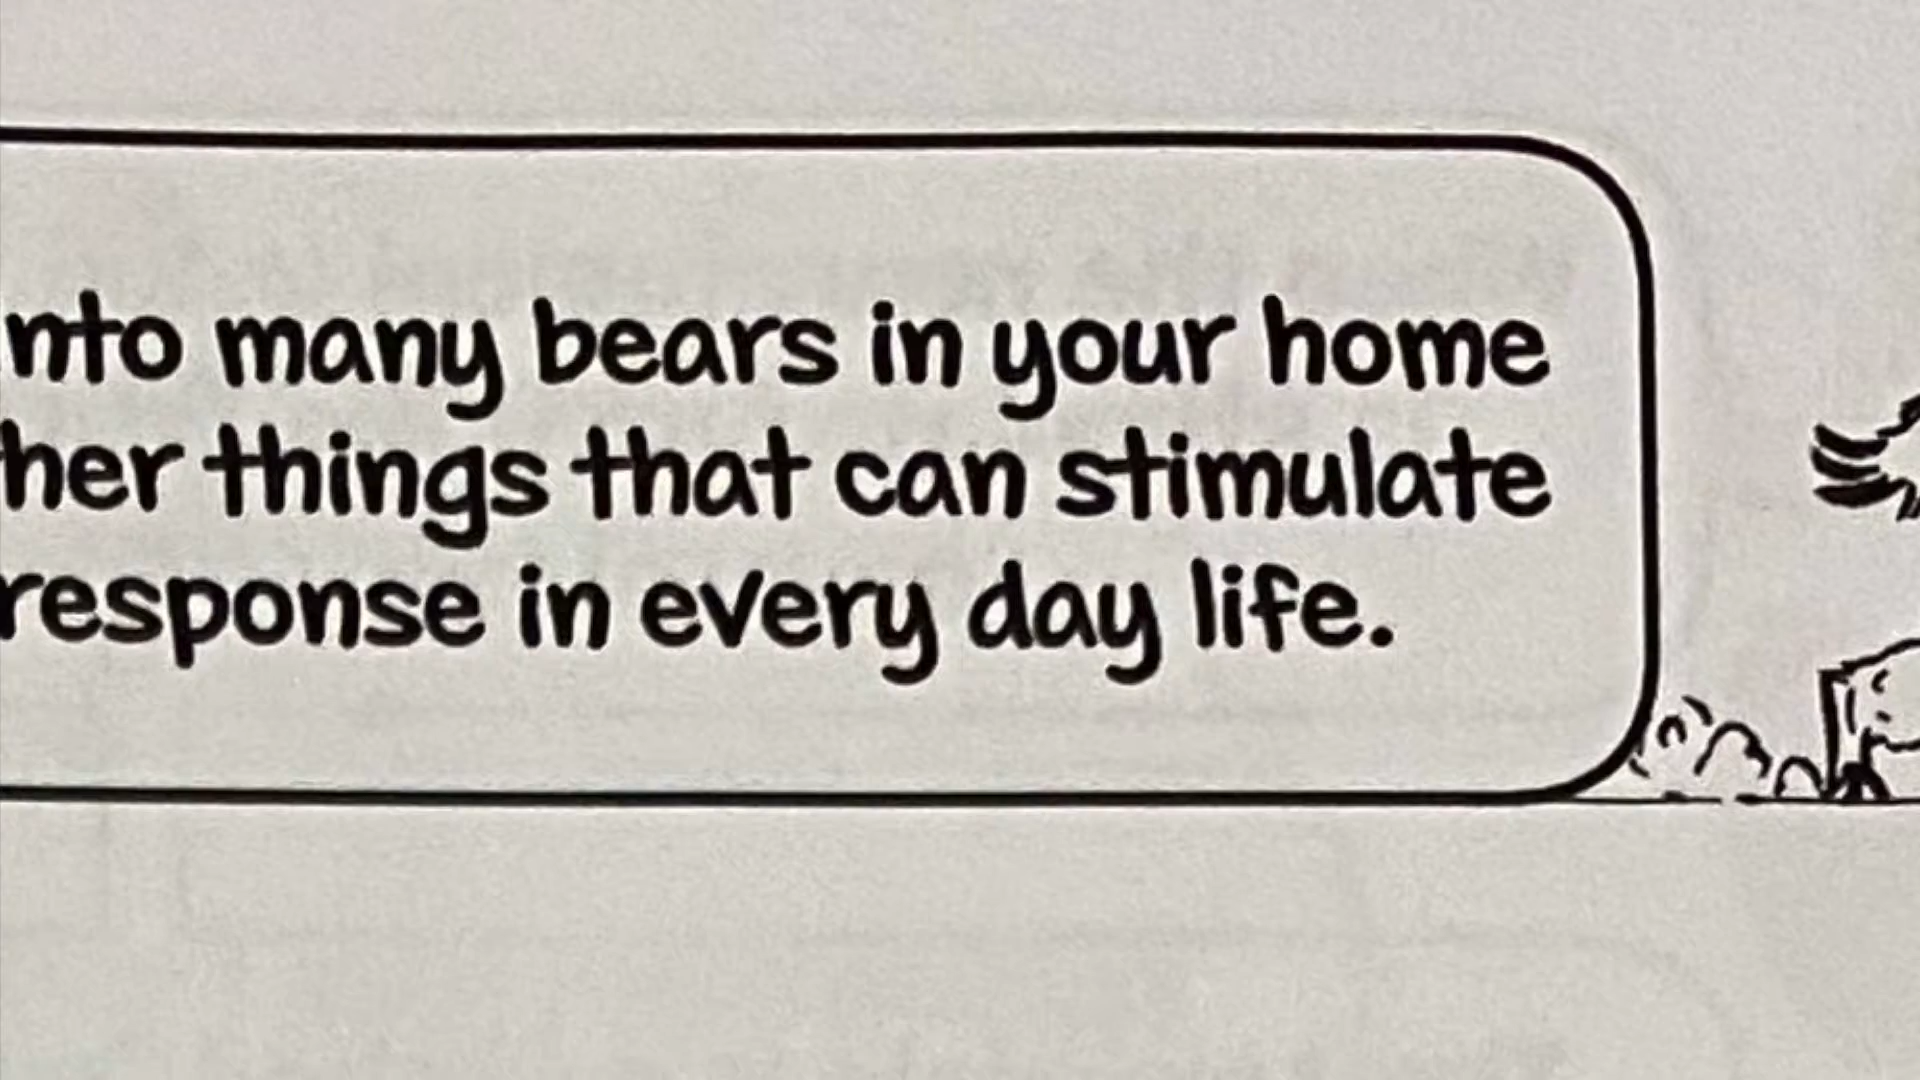 nto many bears in your home
her things that can stimulate
response in every day life.